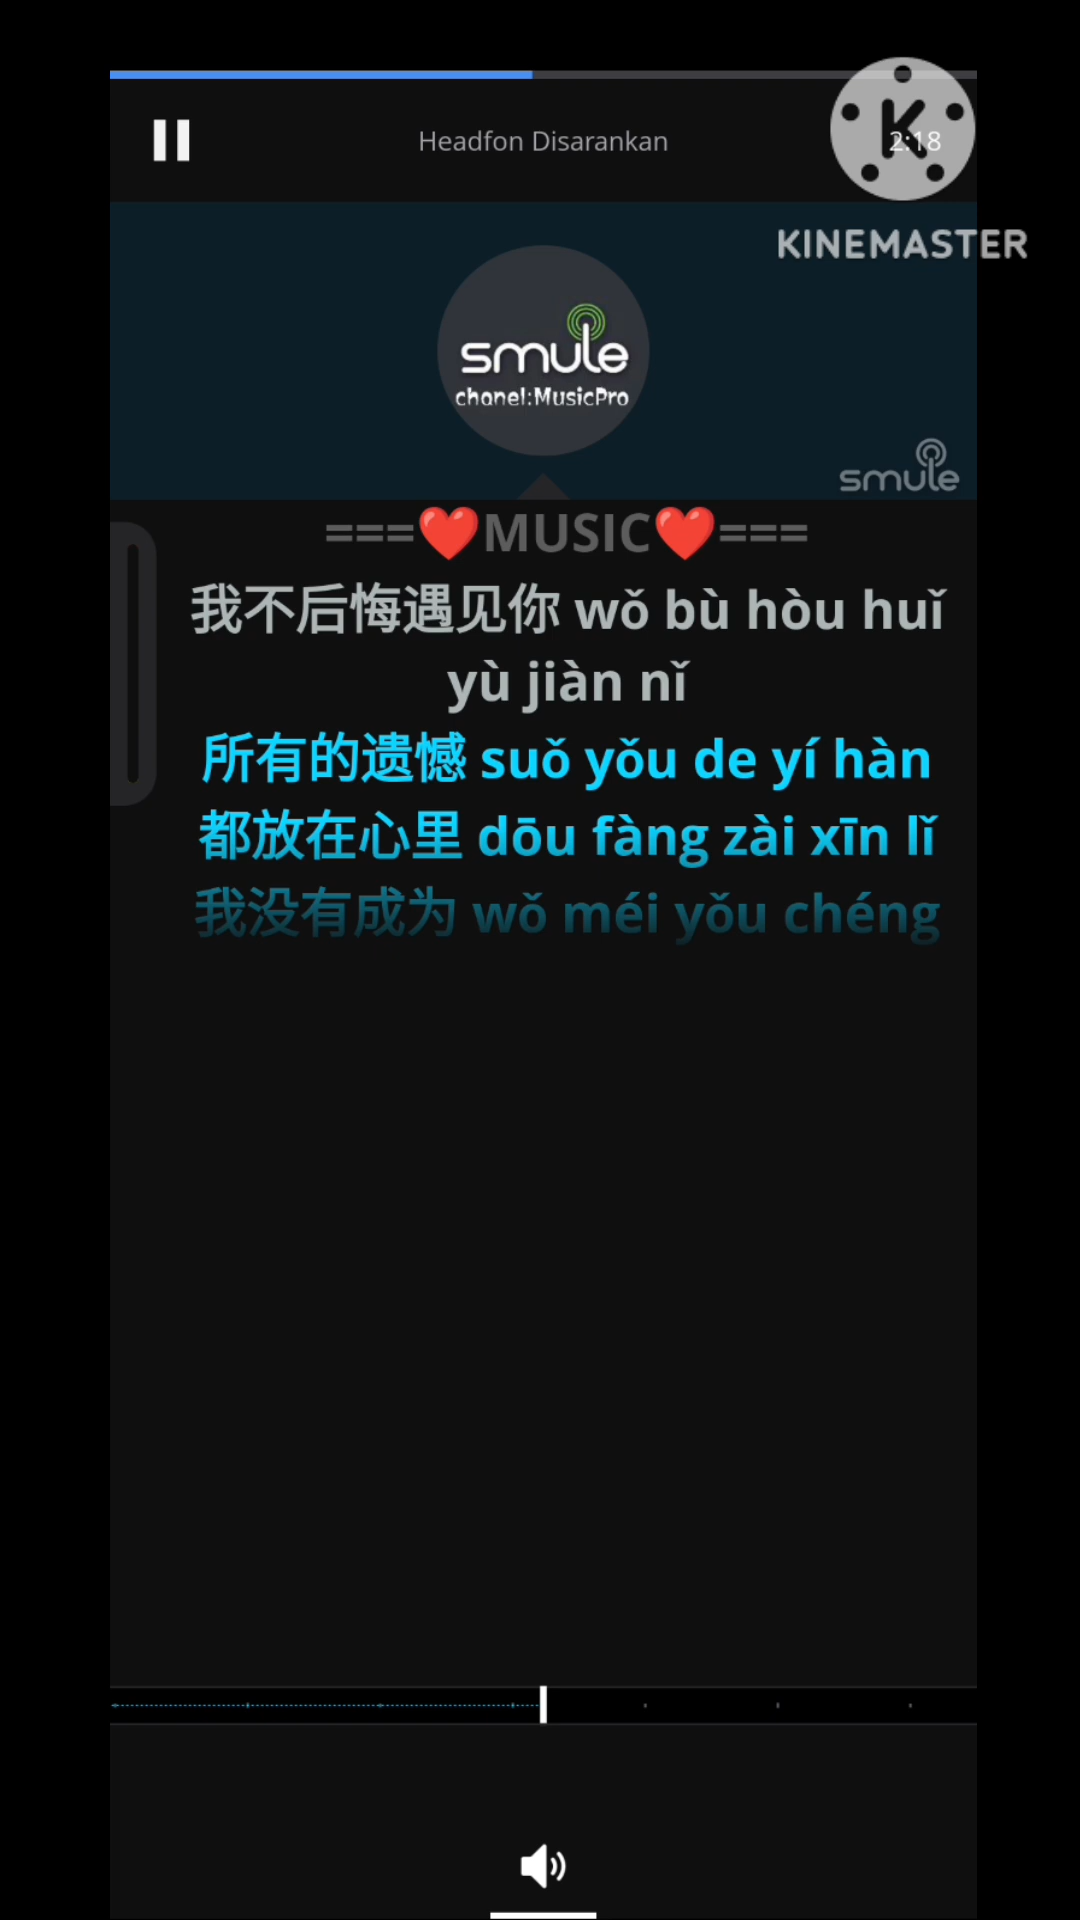 Headfon Disarankan
2:18
K
KINEMASTER
smule
chanel:MusicPro
smule
===❤️MUSIC❤️===
我不后悔遇见你 wǒ bù hòu huǐ
yù jiàn nǐ
所有的遗憾 suǒ yǒu de yí hàn
都放在心里 dōu fàng zài xīn lǐ
我没有成为 wǒ méi yǒu chéng